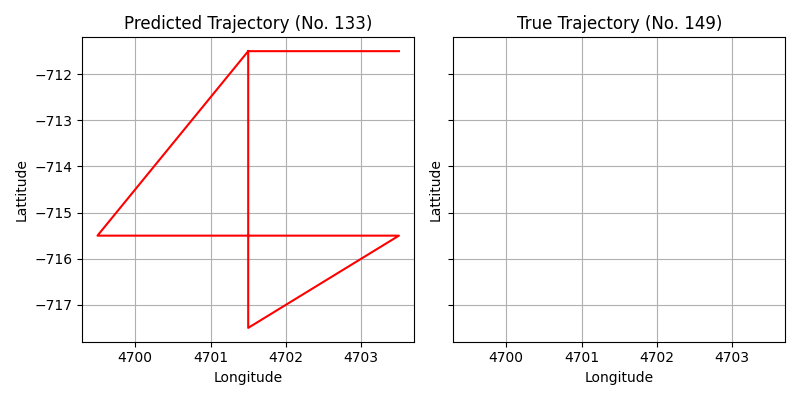 Predicted Trajectory (No. 133)
True Trajectory (No. 149)
Lattitude
−712
−713
−714
−715
−716
−717
4700
4701
4702
4703
Longitude
Lattitude
4700
4701
4702
4703
Longitude